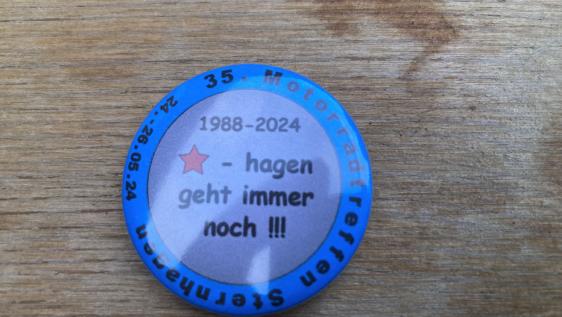 35. Motorradtreffen Sternhagen
24.-26.05.24
1988-2024
- hagen
geht immer
noch !!!